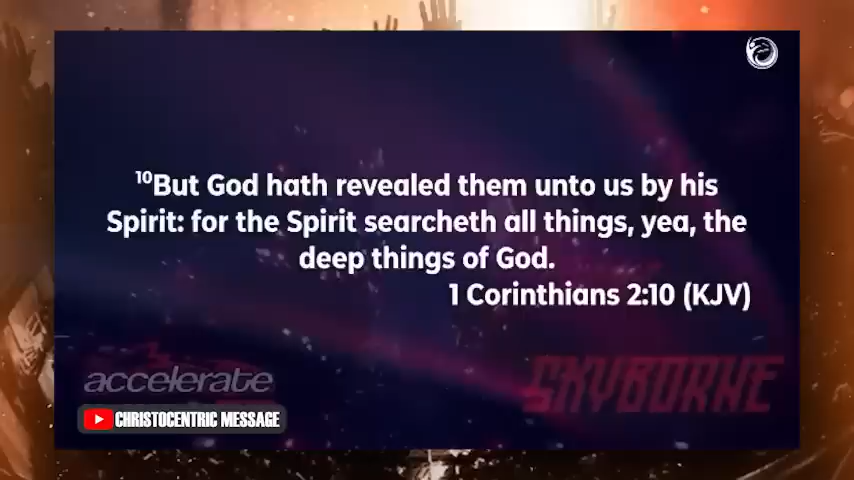 ¹⁰But God hath revealed them unto us by his
Spirit: for the Spirit searcheth all things, yea, the
deep things of God.
1 Corinthians 2:10 (KJV)
accelerate
SKYBORNE
CHRISTOCENTRIC MESSAGE